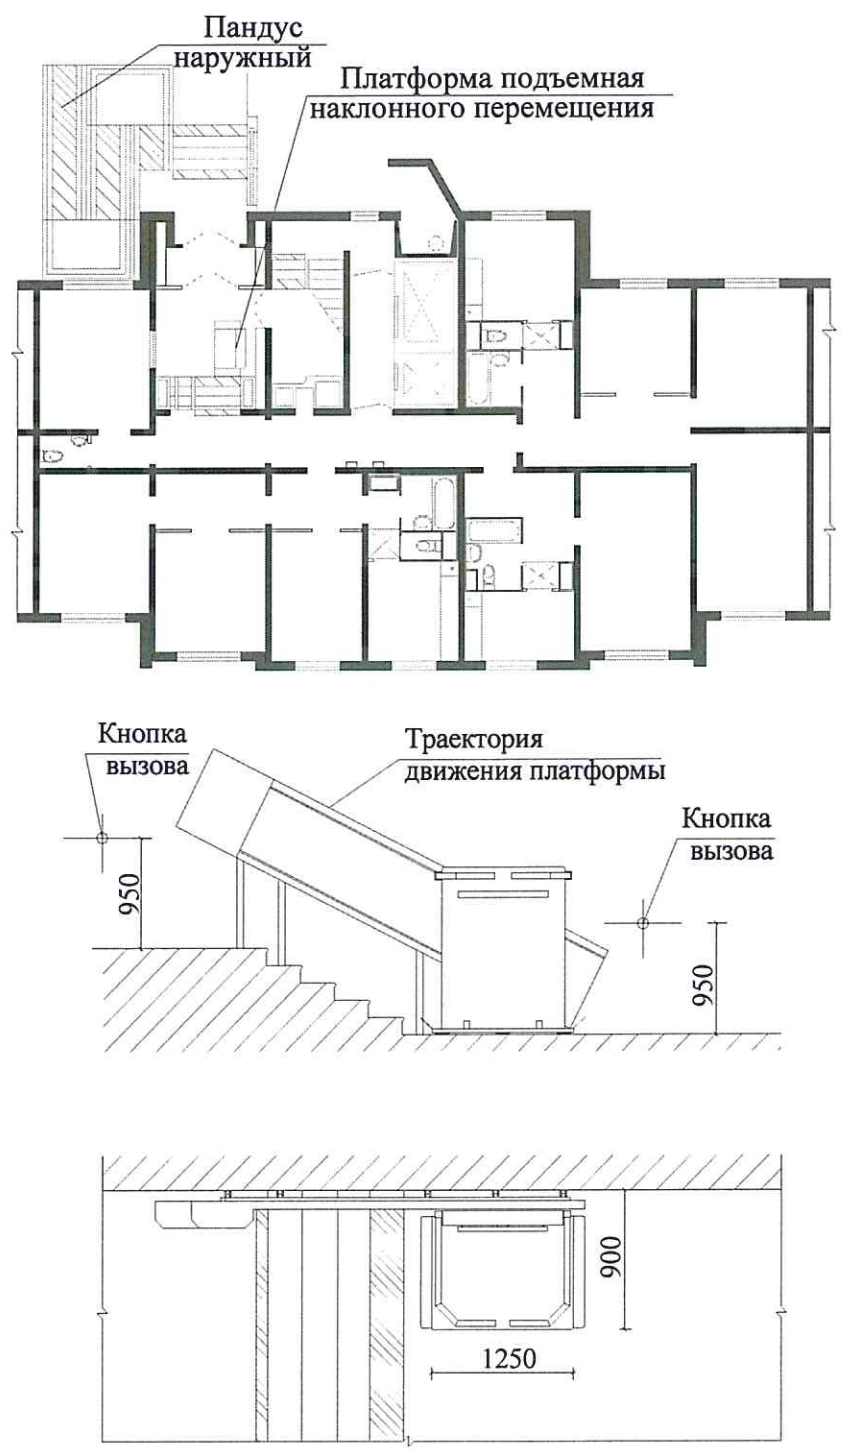 Пандус
наружный
Платформа подъемная
наклонного перемещения
Кнопка
вызова
Траектория
движения платформы
Кнопка
вызова
950
950
900
1250